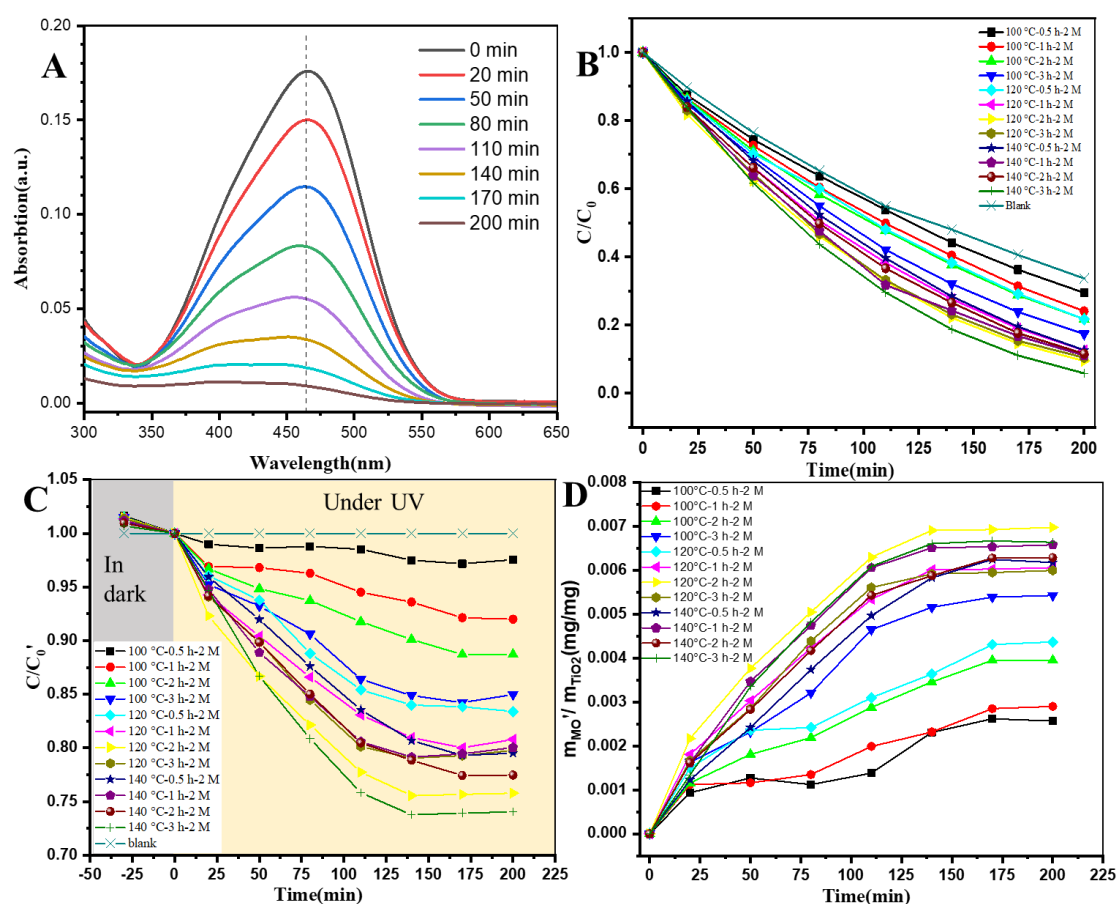 A
0.20
0.15
0.10
0.05
0.00
Absorbtion(a.u.)
0 min
20 min
50 min
80 min
110 min
140 min
170 min
200 min
300 350 400 450 500 550 600 650
Wavelength(nm)
B
1.0
0.8
0.6
0.4
0.2
0.0
C/C0
100 °C-0.5 h-2 M
100 °C-1 h-2 M
100 °C-2 h-2 M
100 °C-3 h-2 M
120 °C-0.5 h-2 M
120 °C-1 h-2 M
120 °C-2 h-2 M
120 °C-3 h-2 M
140 °C-0.5 h-2 M
140 °C-1 h-2 M
140 °C-2 h-2 M
140 °C-3 h-2 M
Blank
0 25 50 75 100 125 150 175 200
Time(min)
C
Under UV
In
dark
1.05
1.00
0.95
0.90
0.85
0.80
0.75
0.70
C/C0'
100 °C-0.5 h-2 M
100 °C-1 h-2 M
100 °C-2 h-2 M
100 °C-3 h-2 M
120 °C-0.5 h-2 M
120 °C-1 h-2 M
120 °C-2 h-2 M
120 °C-3 h-2 M
140 °C-0.5 h-2 M
140 °C-1 h-2 M
140 °C-2 h-2 M
140 °C-3 h-2 M
blank
-50 -25 0 25 50 75 100 125 150 175 200 225
Time(min)
D
0.007
0.006
0.005
0.004
0.003
0.002
0.001
0.000
mMO'/ mTiO2(mg/mg)
100°C-0.5 h-2 M
100°C-1 h-2 M
100°C-2 h-2 M
100°C-3 h-2 M
120°C-0.5 h-2 M
120°C-1 h-2 M
120°C-2 h-2 M
120°C-3 h-2 M
140°C-0.5 h-2 M
140°C-1 h-2 M
140°C-2 h-2 M
140°C-3 h-2 M
0 25 50 75 100 125 150 175 200 225
Time(min)